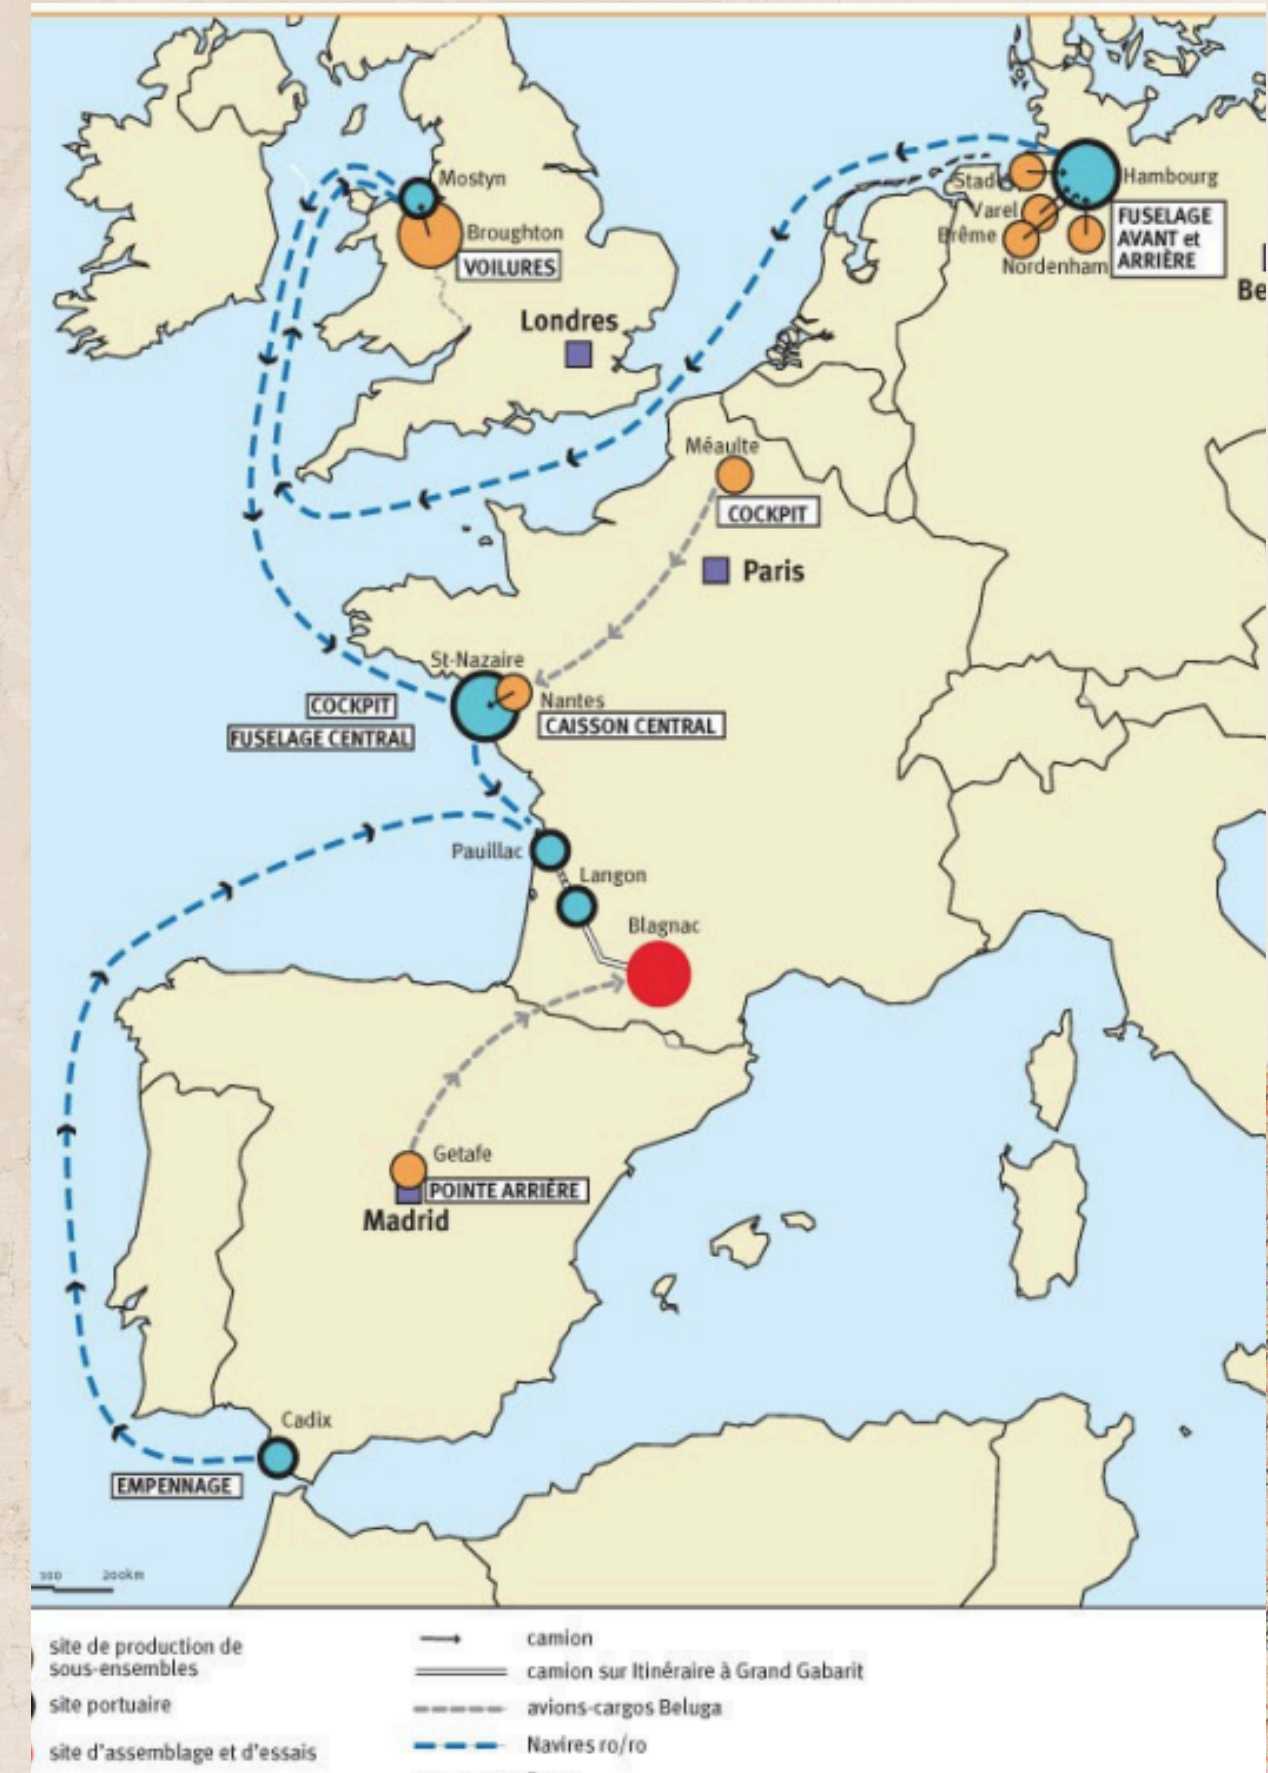 Mostyn
Broughton
VOILURES
Londres
Stade
Hambourg
Varel
Brême
Nordenham
FUSELAGE
AVANT et
ARRIÈRE
Be
Méaulte
COCKPIT
Paris
St-Nazaire
Nantes
COCKPIT
FUSELAGE CENTRAL
CAISSON CENTRAL
Pauillac
Langon
Blagnac
Getafe
POINTE ARRIÈRE
Madrid
Cadix
EMPENNAGE
100 200km
site de production de
sous-ensembles
site portuaire
site d'assemblage et d'essais
camion
camion sur Itinéraire à Grand Gabarit
avions-cargos Beluga
Navires ro/ro